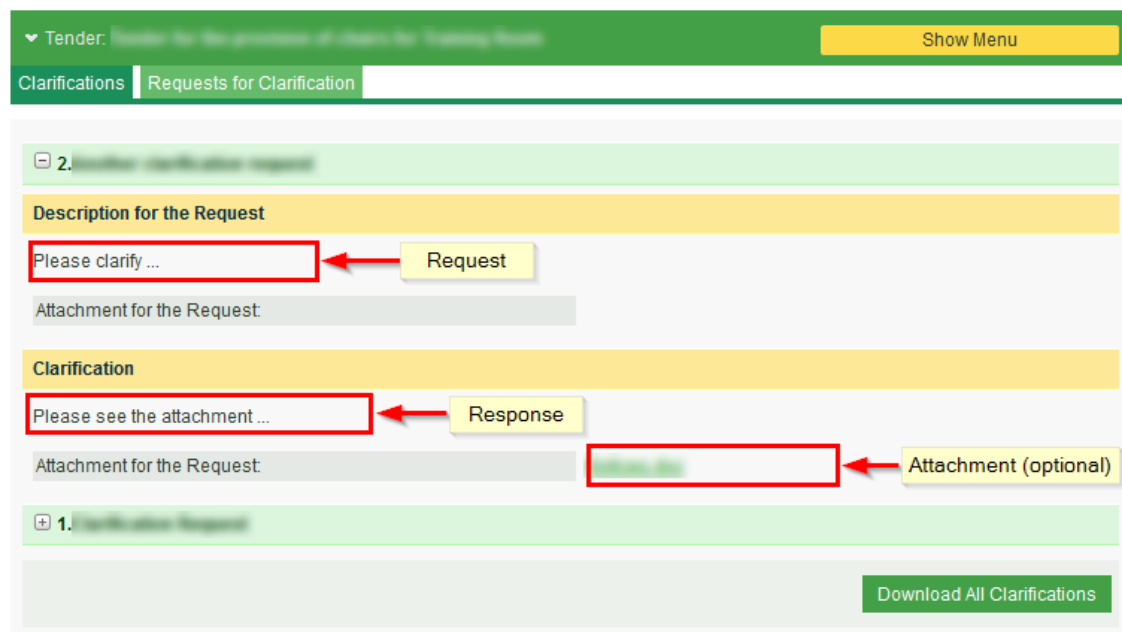 Tender:
Show Menu
Clarifications Requests for Clarification
2.
Description for the Request
Please clarify ... Request
Attachment for the Request:
Clarification
Please see the attachment ... Response
Attachment for the Request: Attachment (optional)
1.
Download All Clarifications